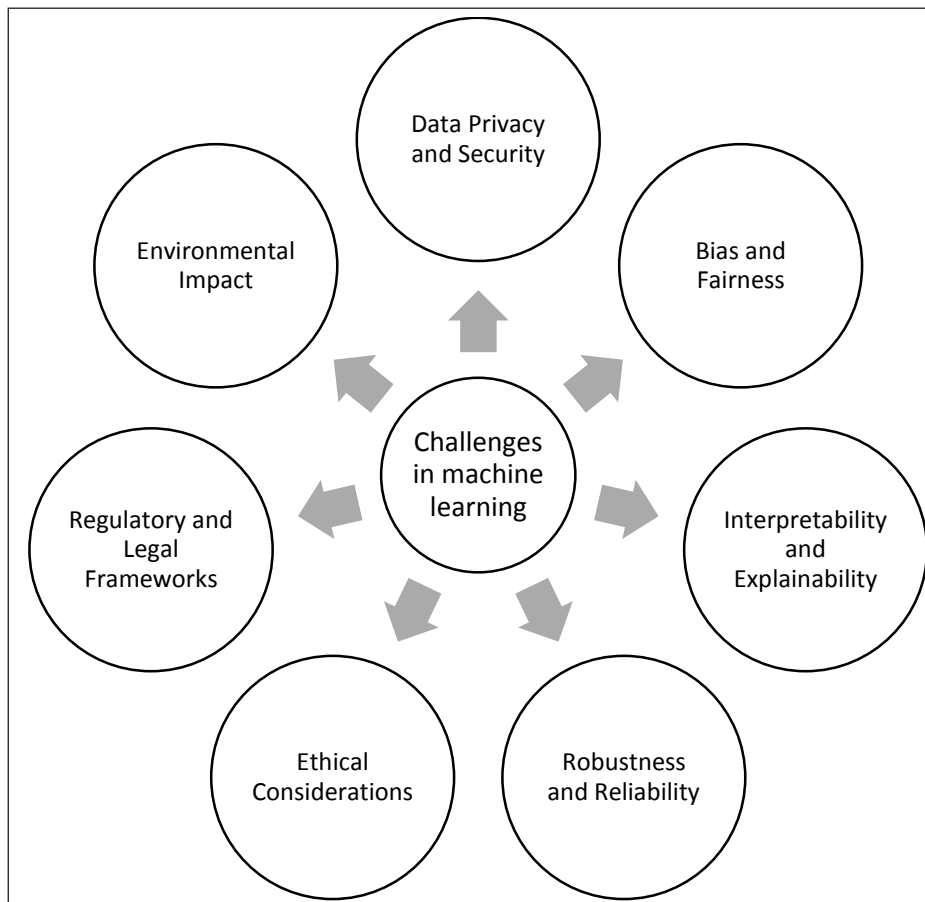 Data Privacy
and Security
Bias and
Fairness
Interpretability
and
Explainability
Robustness
and Reliability
Ethical
Considerations
Regulatory and
Legal
Frameworks
Environmental
Impact
Challenges
in machine
learning